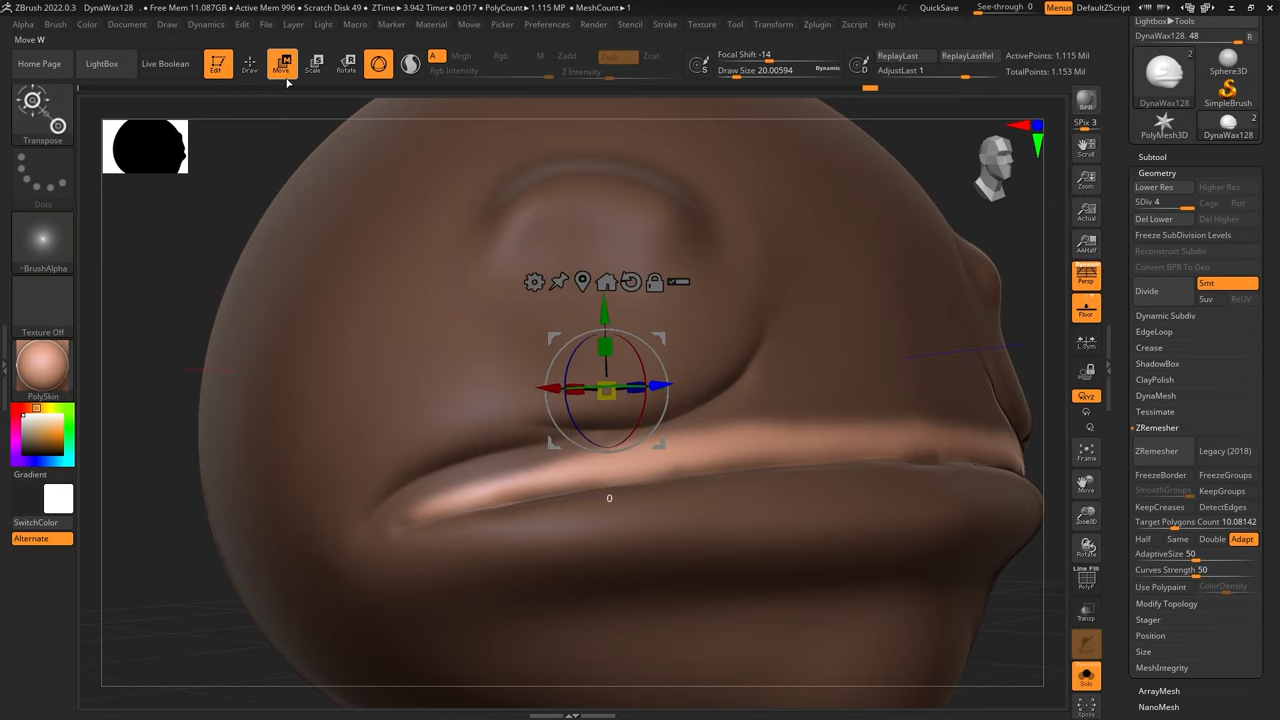 ZBrush 2022.0.3 DynaWax128 . • Free Mem 11.087GB • Active Mem 996 • Scratch Disk 49 • ZTime▸3.942 Timer▸0.017 • PolyCount▸1.115 MP • MeshCount▸1 AC QuickSave See-through 0 Menus DefaultZScript
Alpha Brush Color Document Draw Dynamics Edit File Layer Light Macro Marker Material Movie Picker Preferences Render Stencil Stroke Texture Tool Transform Zplugin Zscript Help
Move W
Home Page
LightBox
Live Boolean
Edit
Draw
Move
Scale
Rotate
A
Mrgb
Rgb
M
Zadd
Zsub
Zcut
Rgb Intensity
Z Intensity
S
Focal Shift -14
Draw Size 20.00594
Dynamic
D
ReplayLast
ReplayLastRel
AdjustLast 1
ActivePoints: 1.115 Mil
TotalPoints: 1.153 Mil
Transpose
Dots
~BrushAlpha
Texture Off
PolySkin
Gradient
SwitchColor
Alternate
0
BPR
SPix 3
Scroll
Zoom
Actual
AAHalf
Dynamic
Persp
Floor
L.Sym
XYZ
Frame
Move
Zoom3D
Rotate
Line Fill
PolyF
Transp
Dynamic
Solo
Xpose
Lightbox▸Tools
DynaWax128. 48
R
2
Sphere3D
DynaWax128
SimpleBrush
2
PolyMesh3D
DynaWax128
Subtool
Geometry
Lower Res
Higher Res
SDiv 4
Cage
Rstr
Del Lower
Del Higher
Freeze SubDivision Levels
Reconstruct Subdiv
Convert BPR To Geo
Divide
Smt
Suv
ReUV
Dynamic Subdiv
EdgeLoop
Crease
ShadowBox
ClayPolish
DynaMesh
Tessimate
ZRemesher
ZRemesher
Legacy (2018)
FreezeBorder
FreezeGroups
SmoothGroups
KeepGroups
KeepCreases
DetectEdges
Target Polygons Count 10.08142
Half
Same
Double
Adapt
AdaptiveSize 50
Curves Strength 50
Use Polypaint
ColorDensity
Modify Topology
Stager
Position
Size
MeshIntegrity
ArrayMesh
NanoMesh